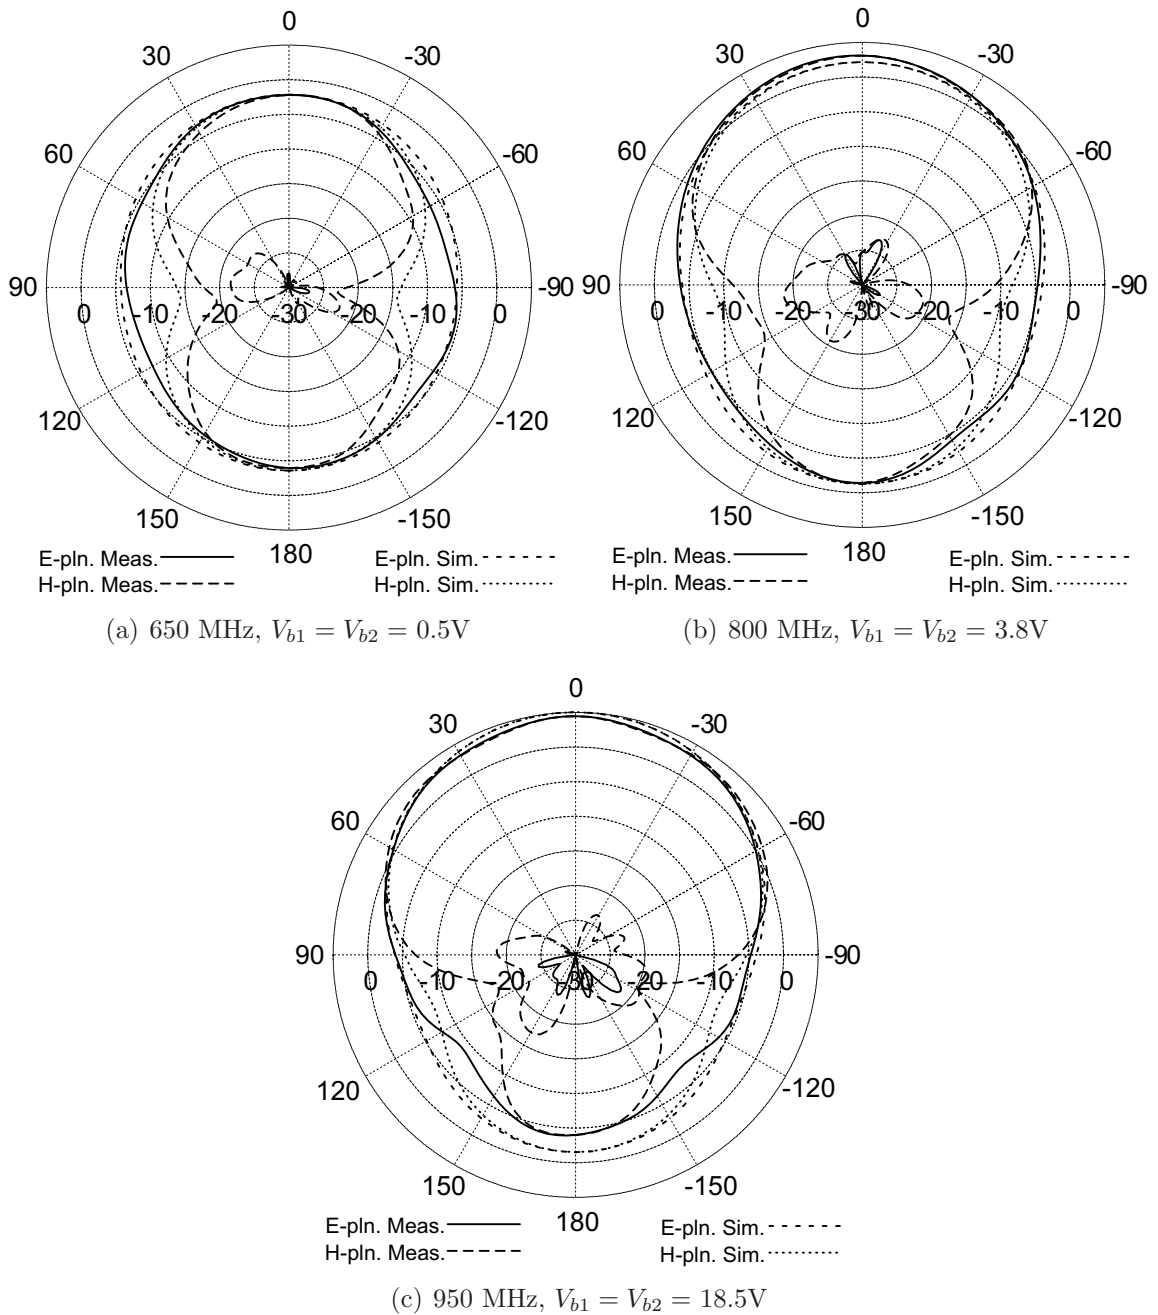 0
30 -30
60 -60
90 -90
0 -10 -20 -30 -20 -10 0
120 -120
150 -150
180
E-pln. Meas. E-pln. Sim.
H-pln. Meas. H-pln. Sim.
(a) 650 MHz, V_{b1} = V_{b2} = 0.5V
0
30 -30
60 -60
90 -90
0 -10 -20 -30 -20 -10 0
120 -120
150 -150
180
E-pln. Meas. E-pln. Sim.
H-pln. Meas. H-pln. Sim.
(b) 800 MHz, V_{b1} = V_{b2} = 3.8V
0
30 -30
60 -60
90 -90
0 -10 -20 -30 -20 -10 0
120 -120
150 -150
180
E-pln. Meas. E-pln. Sim.
H-pln. Meas. H-pln. Sim.
(c) 950 MHz, V_{b1} = V_{b2} = 18.5V